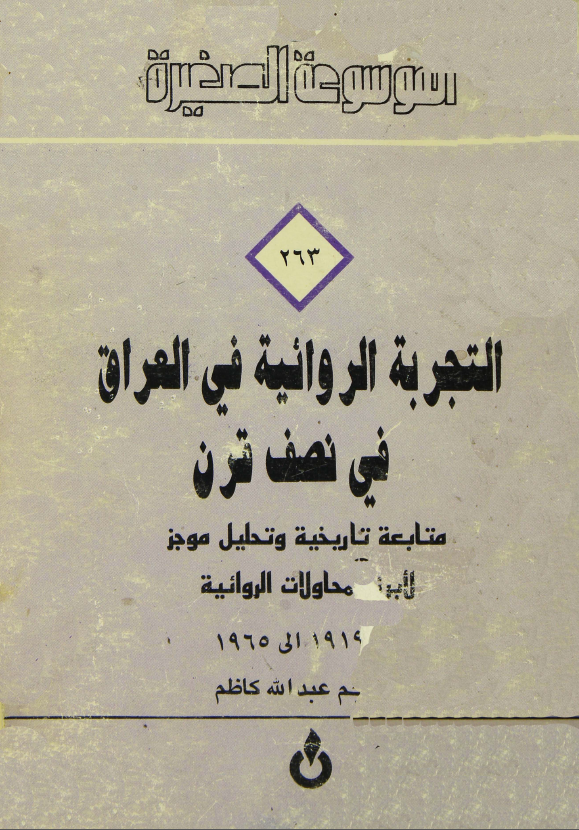 الموسوعة الصغيرة
٢٦٣
التجربة الروائية في العراق
في نصف قرن
متابعة تاريخية وتحليل موجز
محاولات الروائية
١٩١٩ الى ١٩٦٥
عبد الله كاظم